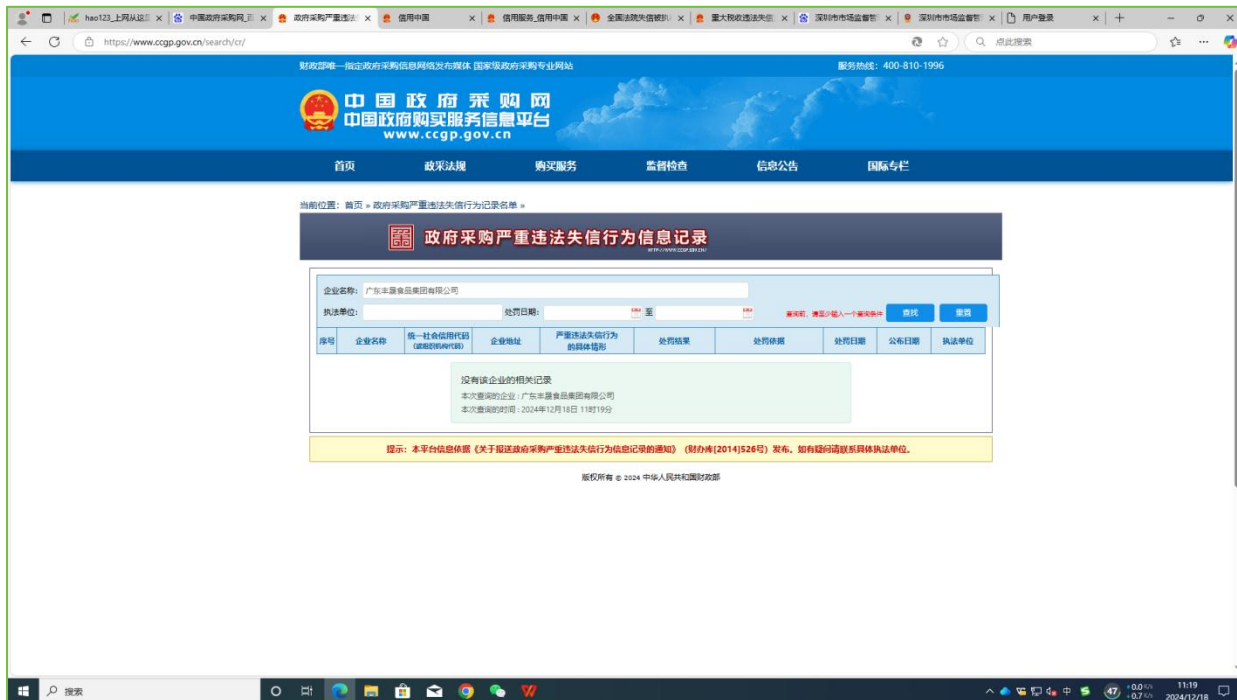 hao123_上网从这
中国政府采购网_百
政府采购严重违法
信用中国
信用服务_信用中国
全国法院失信被执
重大税收违法失信
深圳市市场监督管
深圳市市场监督管
用户登录
https://www.ccgp.gov.cn/search/cr/
点此搜索
财政部唯一指定政府采购信息网络发布媒体 国家级政府采购专业网站
服务热线：400-810-1996
中国政府采购网
中国政府购买服务信息平台
www.ccgp.gov.cn
首页 政采法规 购买服务 监督检查 信息公告 国际专栏
当前位置：首页 » 政府采购严重违法失信行为记录名单 »
政府采购严重违法失信行为信息记录
HTTP://WWW.CCGP.GOV.CN/
企业名称： 广东丰晟食品集团有限公司
执法单位： 处罚日期： 至 查询前，请至少输入一个查询条件 查找 重置
序号 企业名称 统一社会信用代码 （或组织机构代码） 企业地址 严重违法失信行为 的具体情形 处罚结果 处罚依据 处罚日期 公布日期 执法单位
没有该企业的相关记录
本次查询的企业：广东丰晟食品集团有限公司
本次查询的时间：2024年12月18日 11时19分
提示：本平台信息依据《关于报送政府采购严重违法失信行为信息记录的通知》（财办库[2014]526号）发布。如有疑问请联系具体执法单位。
版权所有 © 2024 中华人民共和国财政部
搜索
中
47
0.0 K/s
0.7 K/s
11:19
2024/12/18